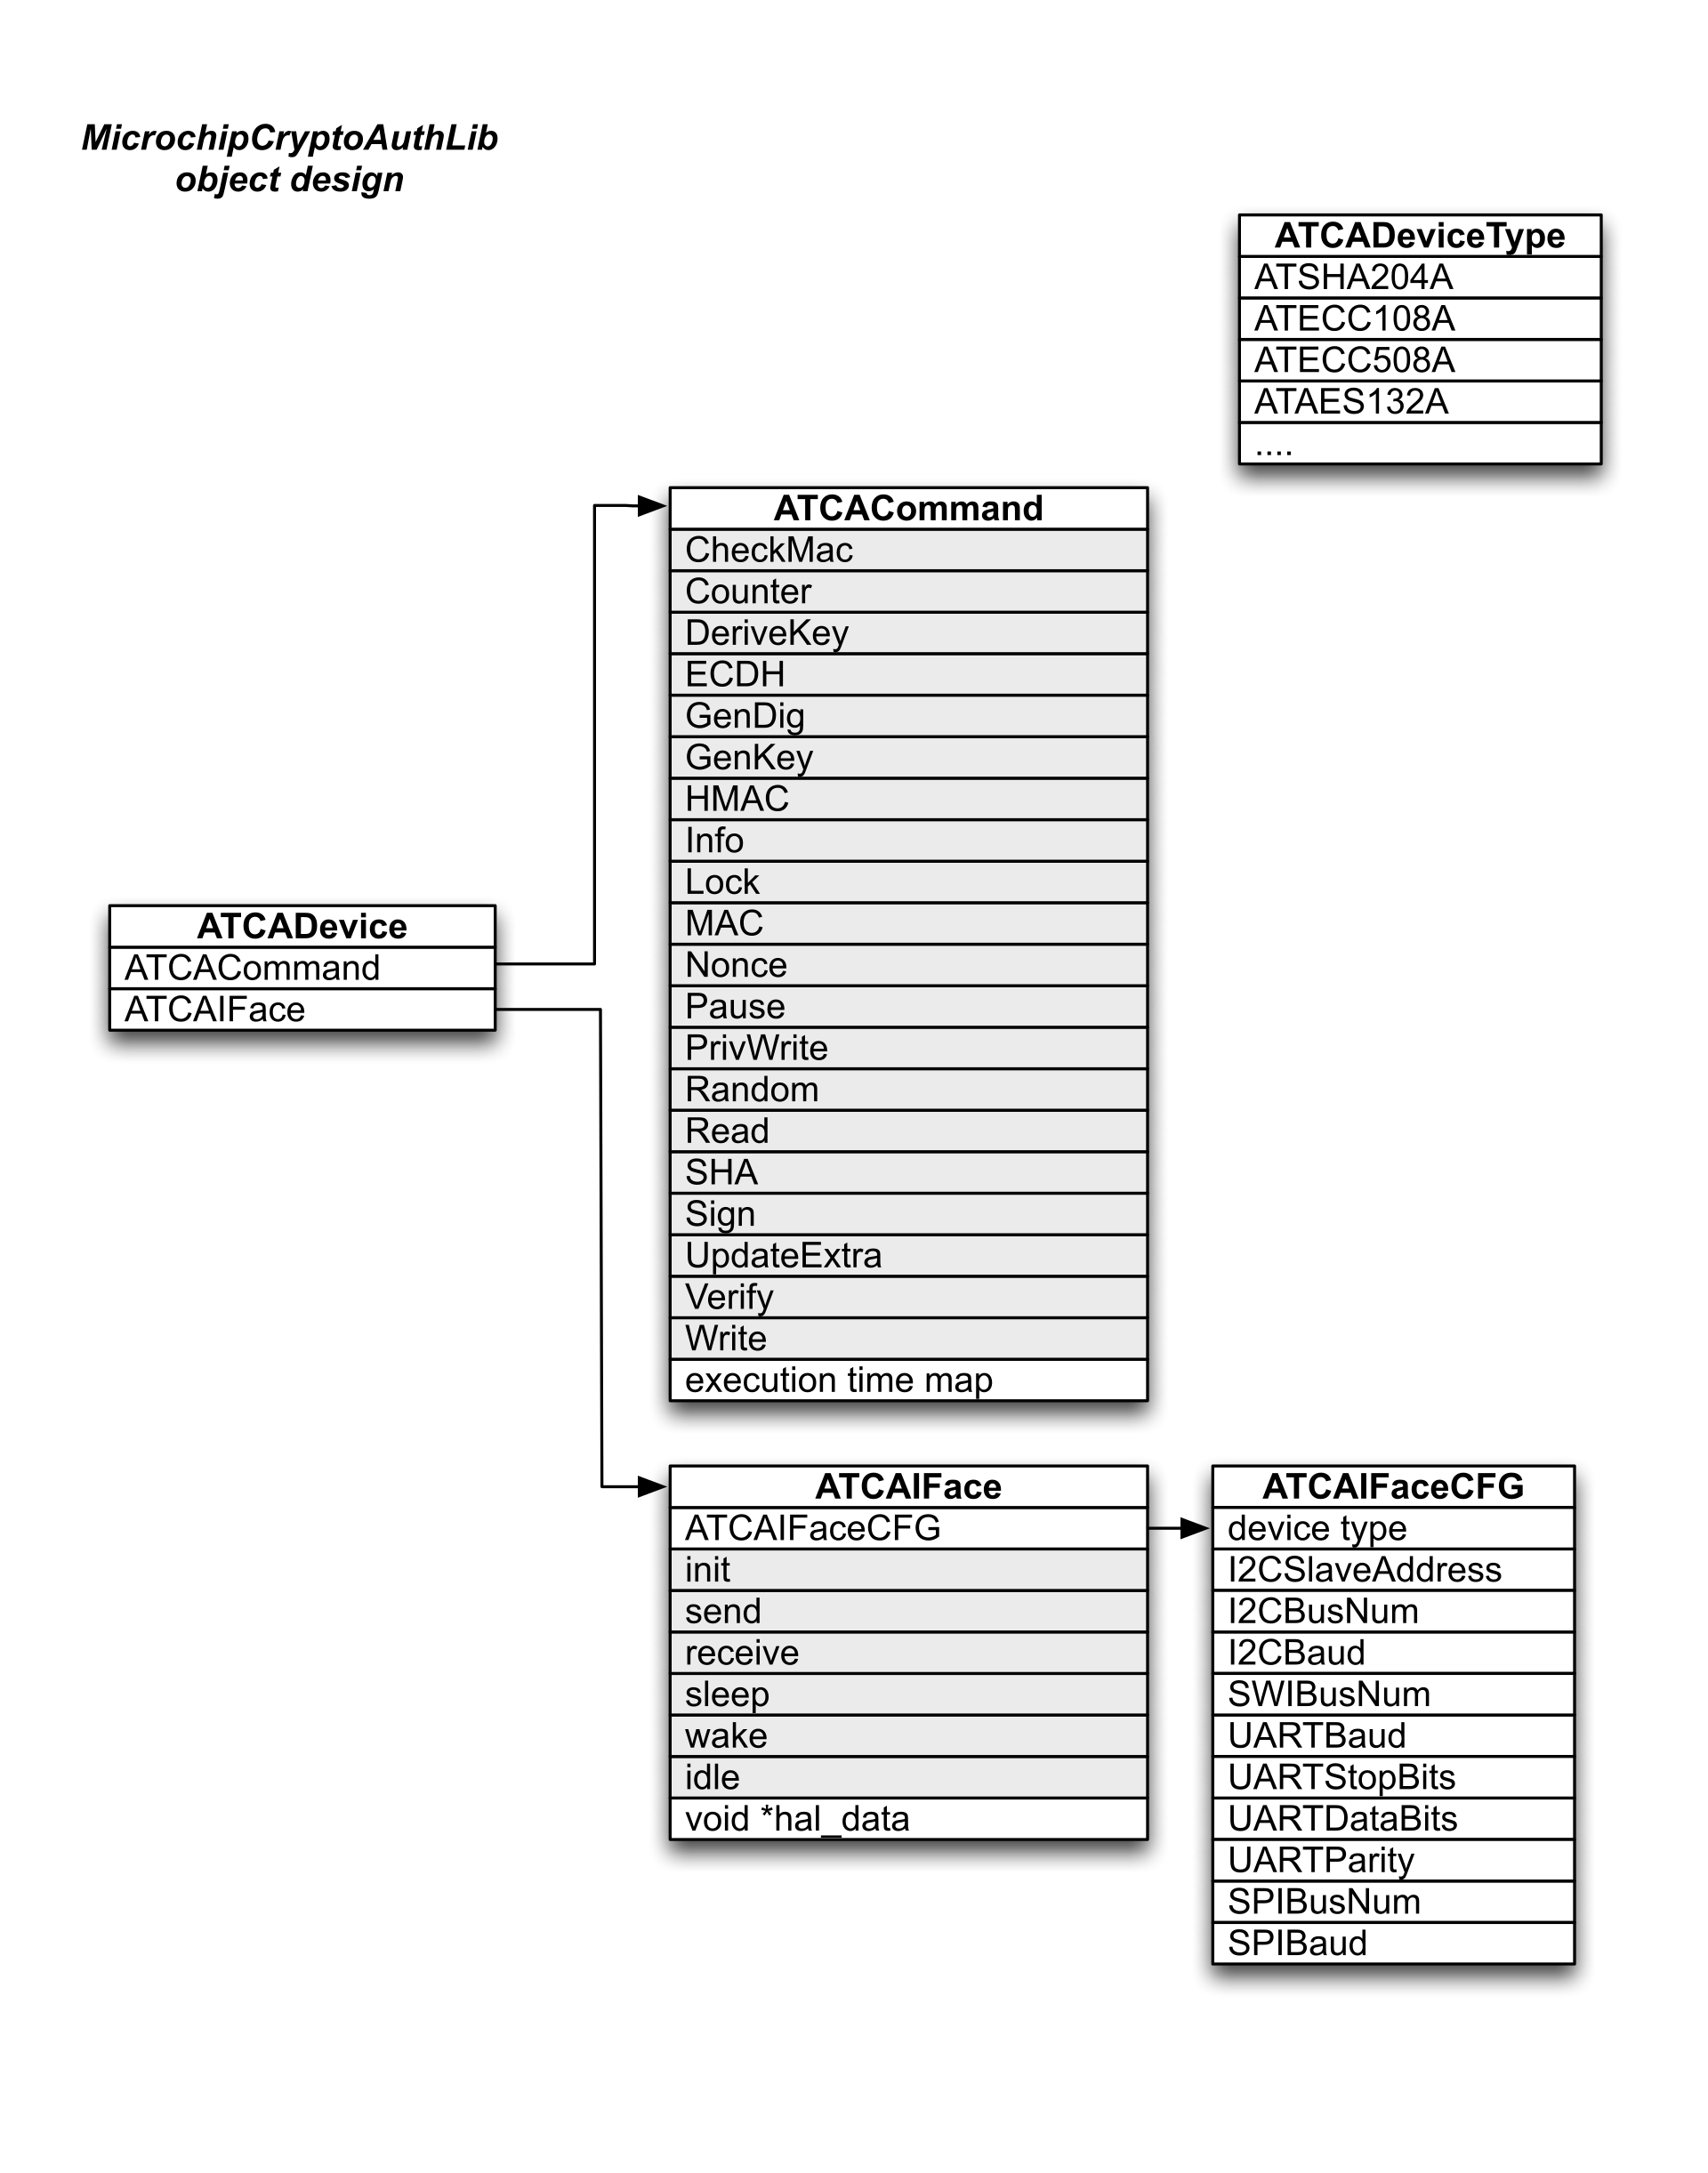 MicrochipCryptoAuthLib
object design
ATCADeviceType
ATSHA204A
ATECC108A
ATECC508A
ATAES132A
....
ATCACommand
CheckMac
Counter
DeriveKey
ECDH
GenDig
GenKey
HMAC
Info
Lock
MAC
Nonce
Pause
PrivWrite
Random
Read
SHA
Sign
UpdateExtra
Verify
Write
execution time map
ATCADevice
ATCACommand
ATCAIFace
ATCAIFace
ATCAIFaceCFG
init
send
receive
sleep
wake
idle
void *hal_data
ATCAIFaceCFG
device type
I2CSlaveAddress
I2CBusNum
I2CBaud
SWIBusNum
UARTBaud
UARTStopBits
UARTDataBits
UARTParity
SPIBusNum
SPIBaud